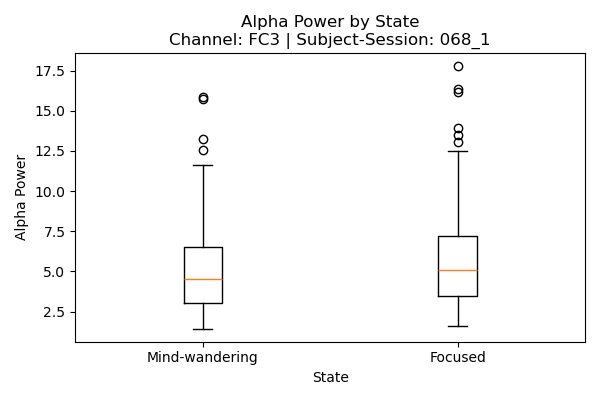 Alpha Power by State
Channel: FC3 | Subject-Session: 068_1
Alpha Power
17.5
15.0
12.5
10.0
7.5
5.0
2.5
Mind-wandering
Focused
State